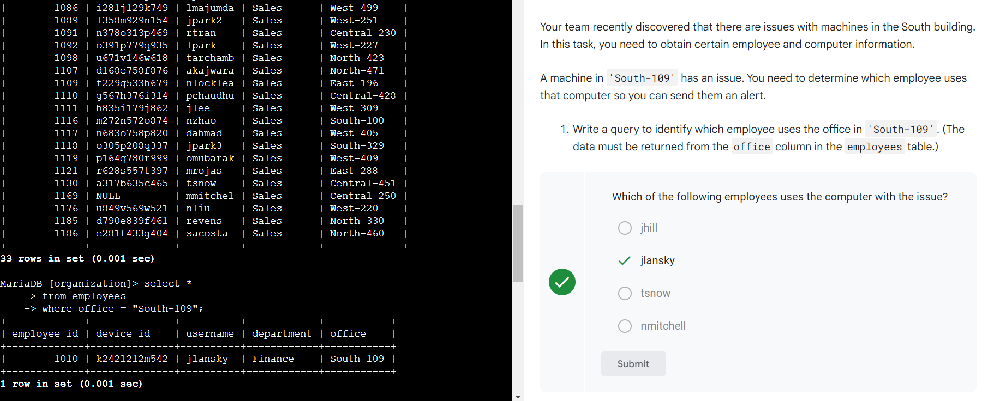 |        1086 | i281j129k749 | lmajumda | Sales      | West-499    |
|        1089 | l358m929n154 | jpark2   | Sales      | West-251    |
|        1091 | n378o313p469 | rtran    | Sales      | Central-230 |
|        1092 | o391p779q935 | lpark    | Sales      | West-227    |
|        1098 | u671v146w618 | tarchamb | Sales      | North-423   |
|        1107 | d168e758f876 | akajwara | Sales      | North-471   |
|        1109 | f229g533h679 | nlocklea | Sales      | East-196    |
|        1110 | g567h376i314 | pchaudhu | Sales      | Central-428 |
|        1111 | h835i179j862 | jlee     | Sales      | West-309    |
|        1116 | m272n572o874 | nzhao    | Sales      | South-100   |
|        1117 | n683o758p820 | dahmad   | Sales      | West-405    |
|        1118 | o305p208q337 | jpark3   | Sales      | South-329   |
|        1119 | p164q780r999 | omubarak | Sales      | West-409    |
|        1121 | r628s557t397 | mrojas   | Sales      | East-288    |
|        1130 | a317b635c465 | tsnow    | Sales      | Central-451 |
|        1169 | NULL         | mmitchel | Sales      | Central-250 |
|        1176 | u849v569w521 | nliu     | Sales      | West-220    |
|        1185 | d790e839f461 | revens   | Sales      | North-330   |
|        1186 | e281f433g404 | sacosta  | Sales      | North-460   |
+-------------+--------------+----------+------------+-------------+
33 rows in set (0.001 sec)
MariaDB [organization]> select *
    -> from employees
    -> where office = "South-109";
+-------------+--------------+----------+------------+-----------+
| employee_id | device_id    | username | department | office    |
+-------------+--------------+----------+------------+-----------+
|        1010 | k242l212m542 | jlansky  | Finance    | South-109 |
+-------------+--------------+----------+------------+-----------+
1 row in set (0.001 sec)
Your team recently discovered that there are issues with machines in the South building.
In this task, you need to obtain certain employee and computer information.
A machine in 'South-109' has an issue. You need to determine which employee uses
that computer so you can send them an alert.
1. Write a query to identify which employee uses the office in 'South-109'. (The
data must be returned from the office column in the employees table.)
Which of the following employees uses the computer with the issue?
jhill
jlansky
tsnow
nmitchell
Submit